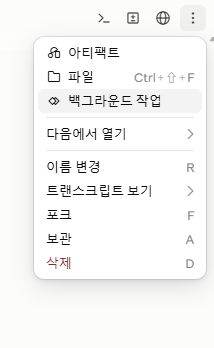 아티팩트
파일 Ctrl+⇧+F
백그라운드 작업
다음에서 열기
이름 변경 R
트랜스크립트 보기
포크 F
보관 A
삭제 D